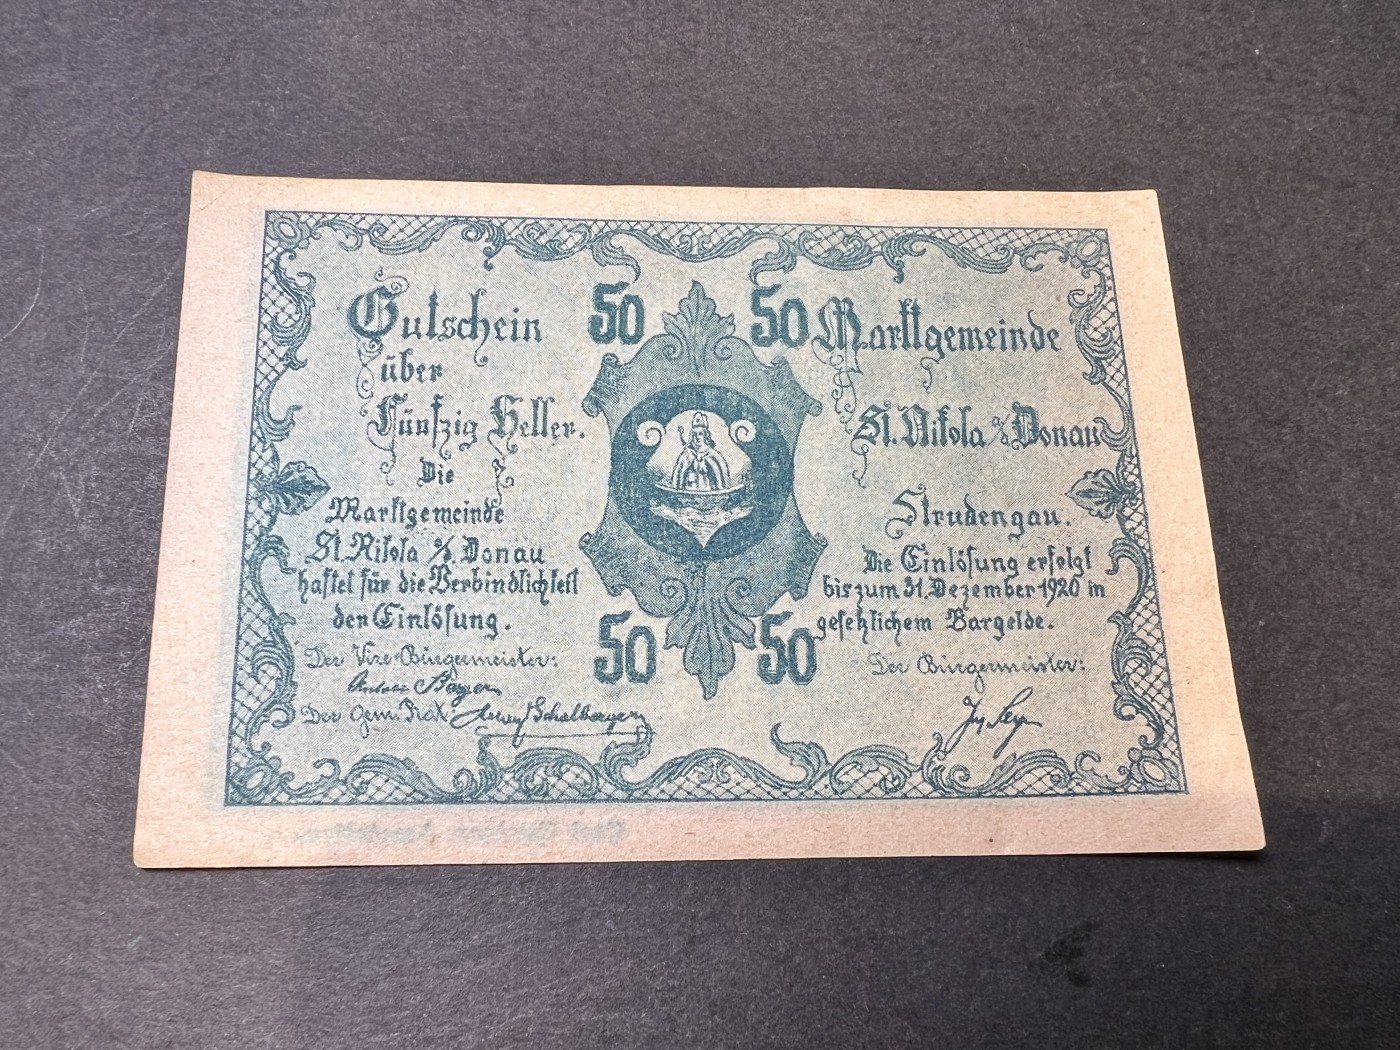 Gutschein
über
Fünfzig Heller.
Die
Marktgemeinde
St. Nikola a/d Donau
haftet für die Verbindlichkeit
der Einlösung.
Der Vize-Bürgermeister:
Der Gem. Rat:
50
50
50
50
Marktgemeinde
St. Nikola a/d Donau
Strudengau.
Die Einlösung erfolgt
bis zum 31. Dezember 1920 in
gesetzlichem Bargelde.
Der Bürgermeister: